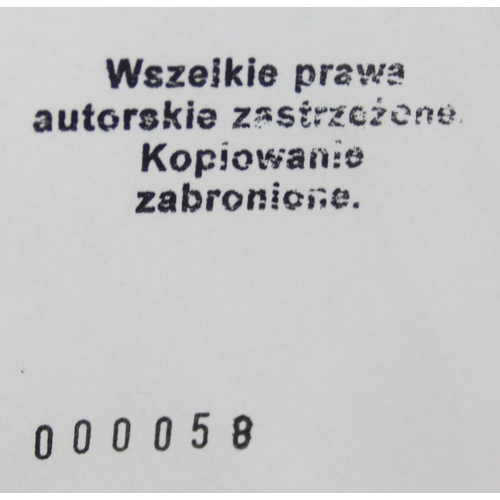 Wszelkie prawa
autorskie zastrzeżone.
Kopiowanie
zabronione.
000058